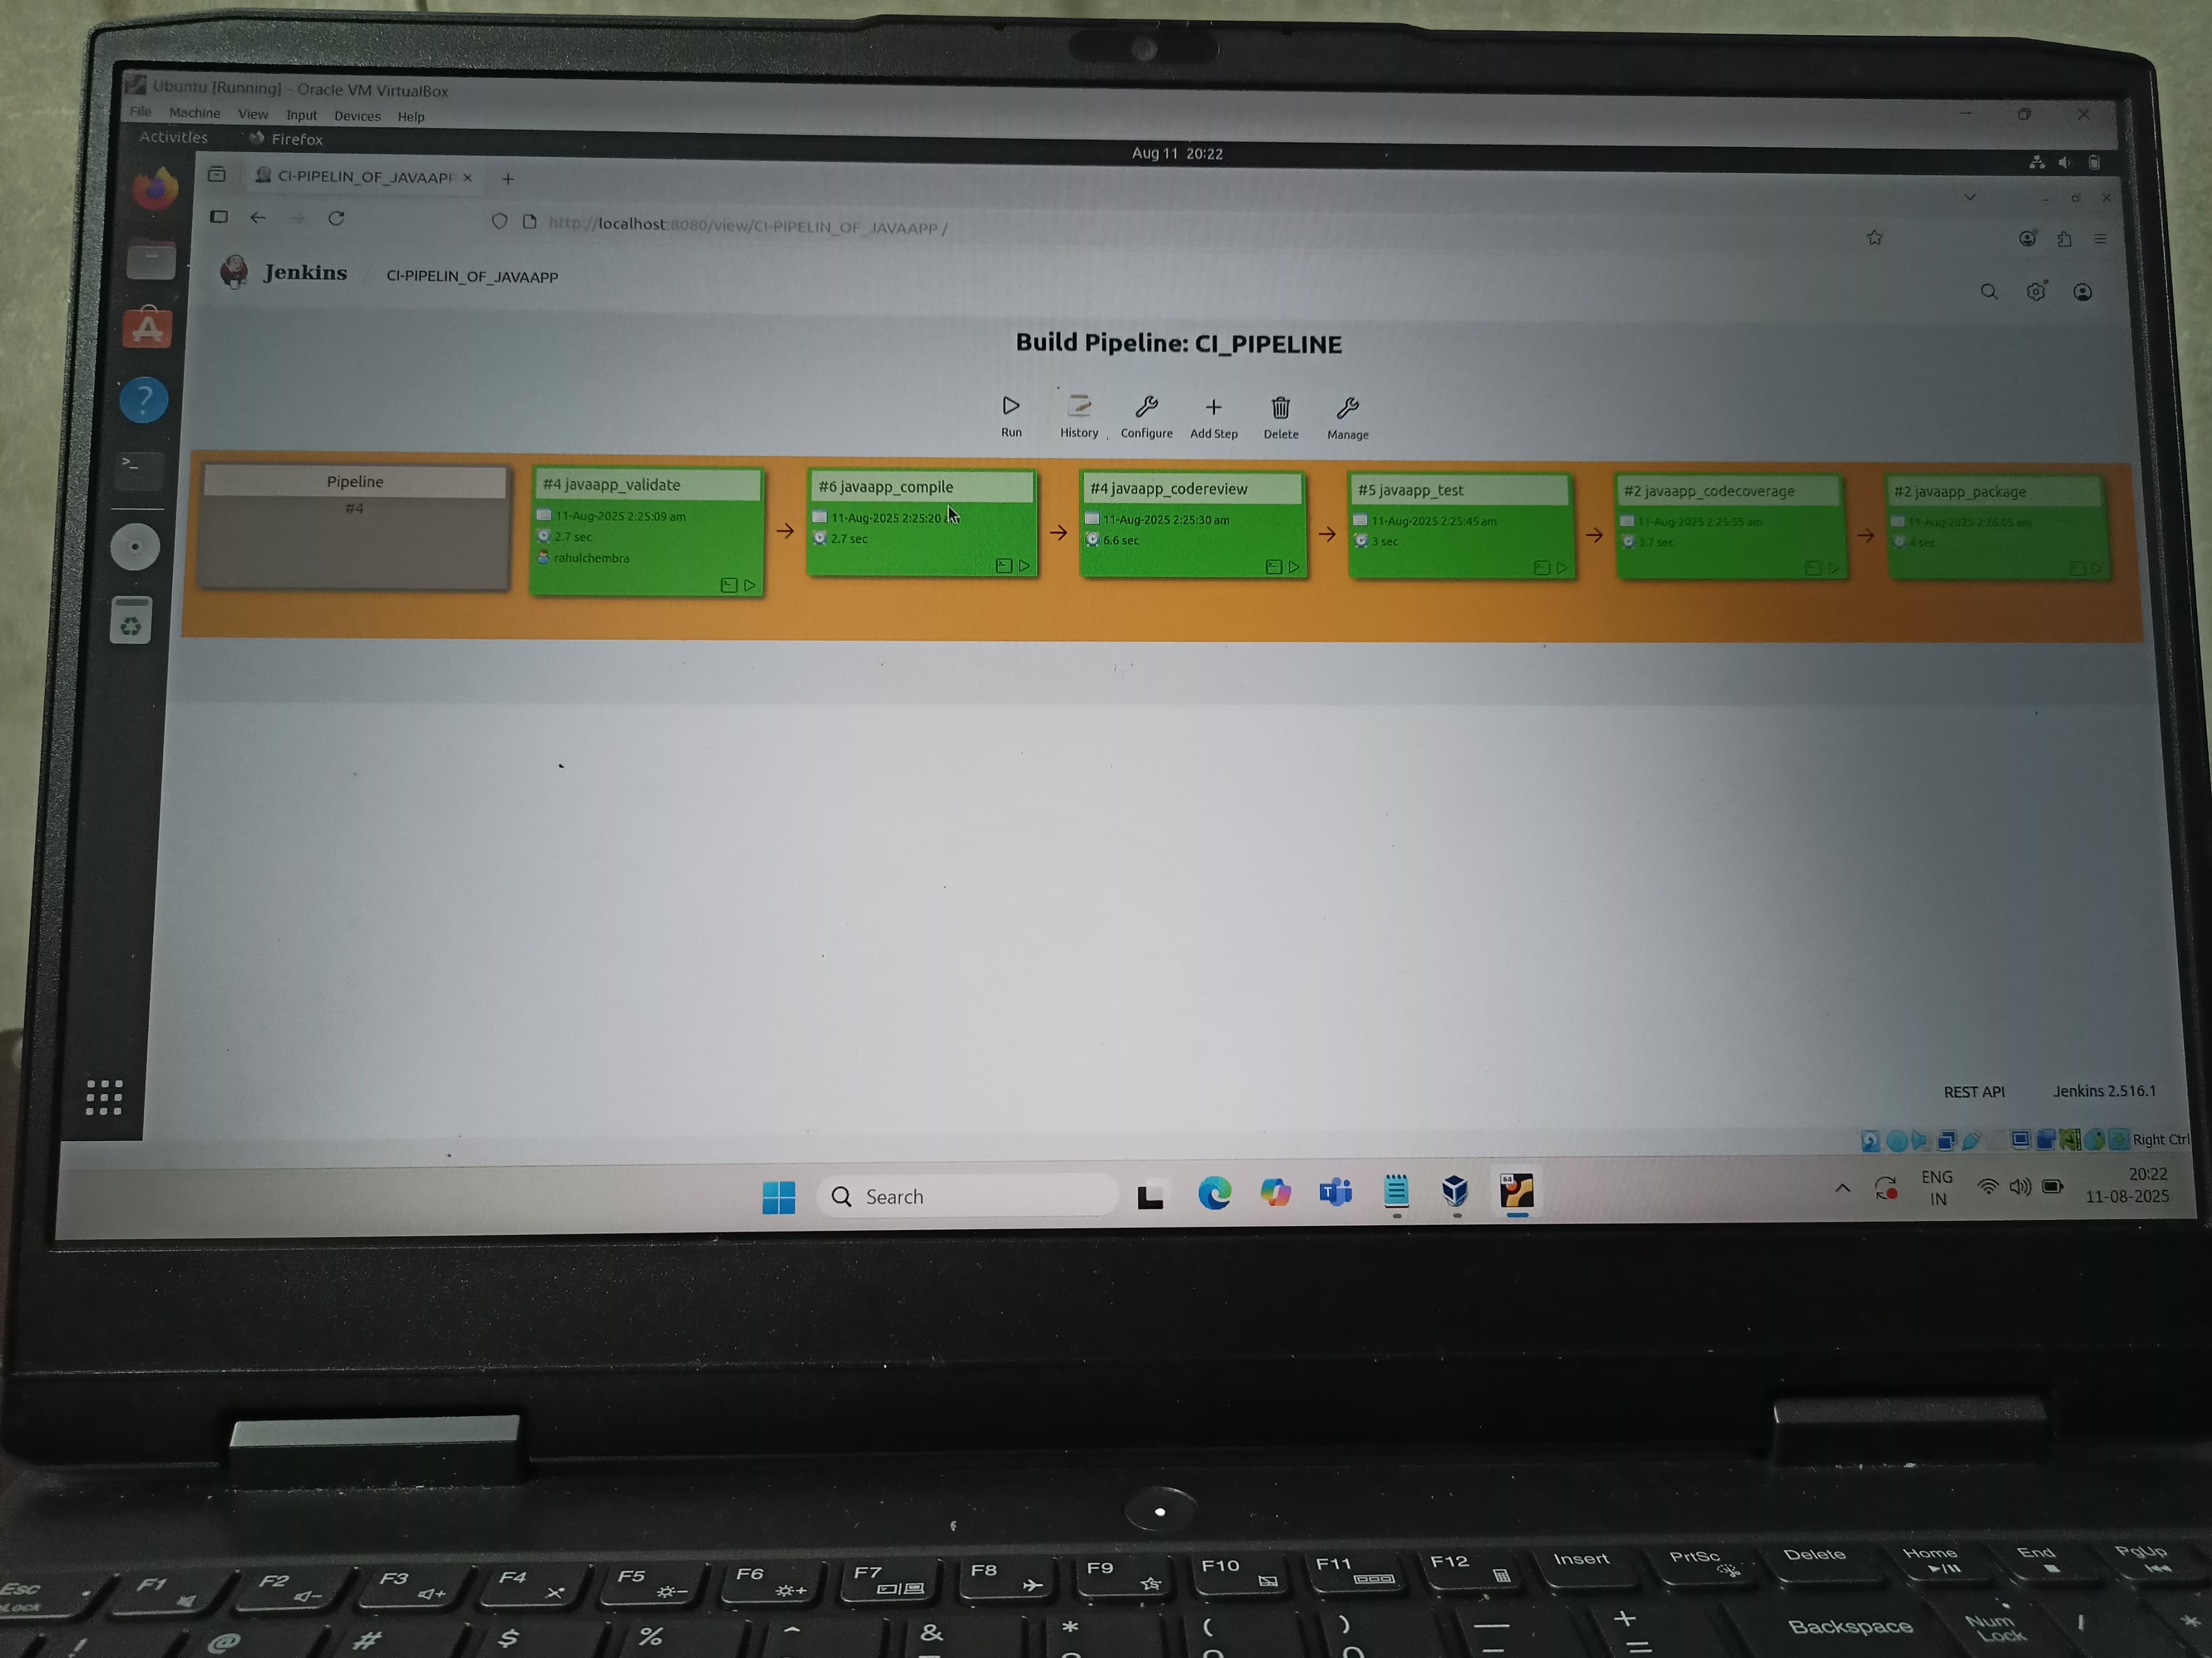 Ubuntu [Running] - Oracle VM VirtualBox
File Machine View Input Devices Help
Activities Firefox
Aug 11 20:22
CI-PIPELIN_OF_JAVAAPP
http://localhost:8080/view/CI-PIPELIN_OF_JAVAAPP/
Jenkins CI-PIPELIN_OF_JAVAAPP
Build Pipeline: CI_PIPELINE
Run History Configure Add Step Delete Manage
Pipeline
#4
#4 javaapp_validate
11-Aug-2025 2:25:09 am
2.7 sec
rahulchembra
#6 javaapp_compile
11-Aug-2025 2:25:20
2.7 sec
#4 javaapp_codereview
11-Aug-2025 2:25:30 am
6.6 sec
#5 javaapp_test
11-Aug-2025 2:25:45 am
3 sec
#2 javaapp_codecoverage
11-Aug-2025 2:25:55 am
3.7 sec
#2 javaapp_package
11-Aug-2025 2:26:05 am
4 sec
REST API Jenkins 2.516.1
Right Ctrl
Search
64
ENG
IN
20:22
11-08-2025
Esc F1 F2 F3 F4 F5 F6 F7 F8 F9 F10 F11 F12 Insert PrtSc Delete Home End PgUp
Lock
! @ # $ % ^ & * ( ) — + Backspace Num Lock / *
_ =